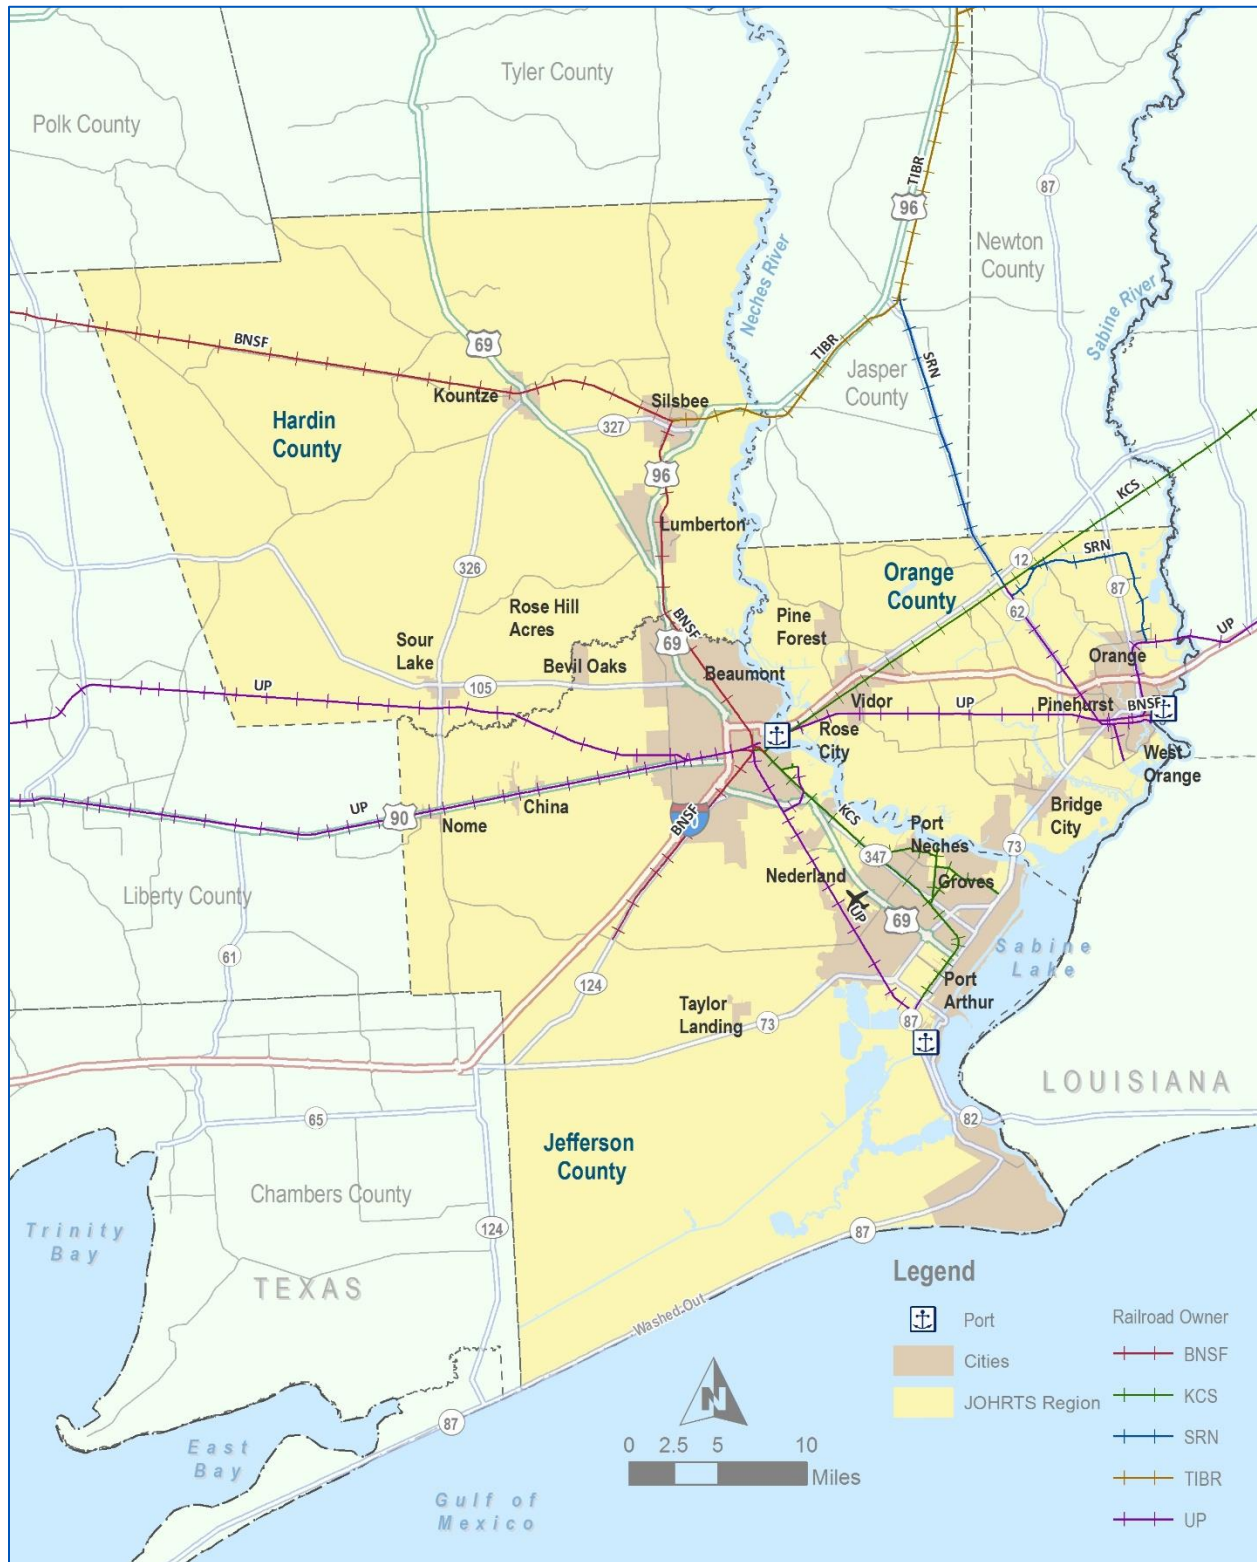 Tyler County
Polk County
TIBR
87
96
Newton
County
Neches River
Sabine River
BNSF
69
TIBR
SRN
Jasper
County
Kountze
Silsbee
Hardin
County
327
96
KCS
Lumberton
12
SRN
326
Orange
County
87
Rose Hill
Acres
Pine
Forest
62
BNSF
69
UP
Sour
Lake
Bevil Oaks
Beaumont
Orange
UP
105
Vidor
UP
Pinehurst
BNSF
Rose
City
West
Orange
UP
90
Nome
China
BNSF
KCS
Bridge
City
Port
Neches
73
347
Nederland
Groves
Liberty County
UP
69
61
Sabine
Lake
124
Port
Arthur
Taylor
Landing
73
87
LOUISIANA
65
82
Jefferson
County
Chambers County
124
Trinity
Bay
87
TEXAS
Washed Out
87
East
Bay
Gulf of
Mexico
N
0 2.5 5 10
Miles
Legend
Port
Cities
JOHRTS Region
Railroad Owner
BNSF
KCS
SRN
TIBR
UP